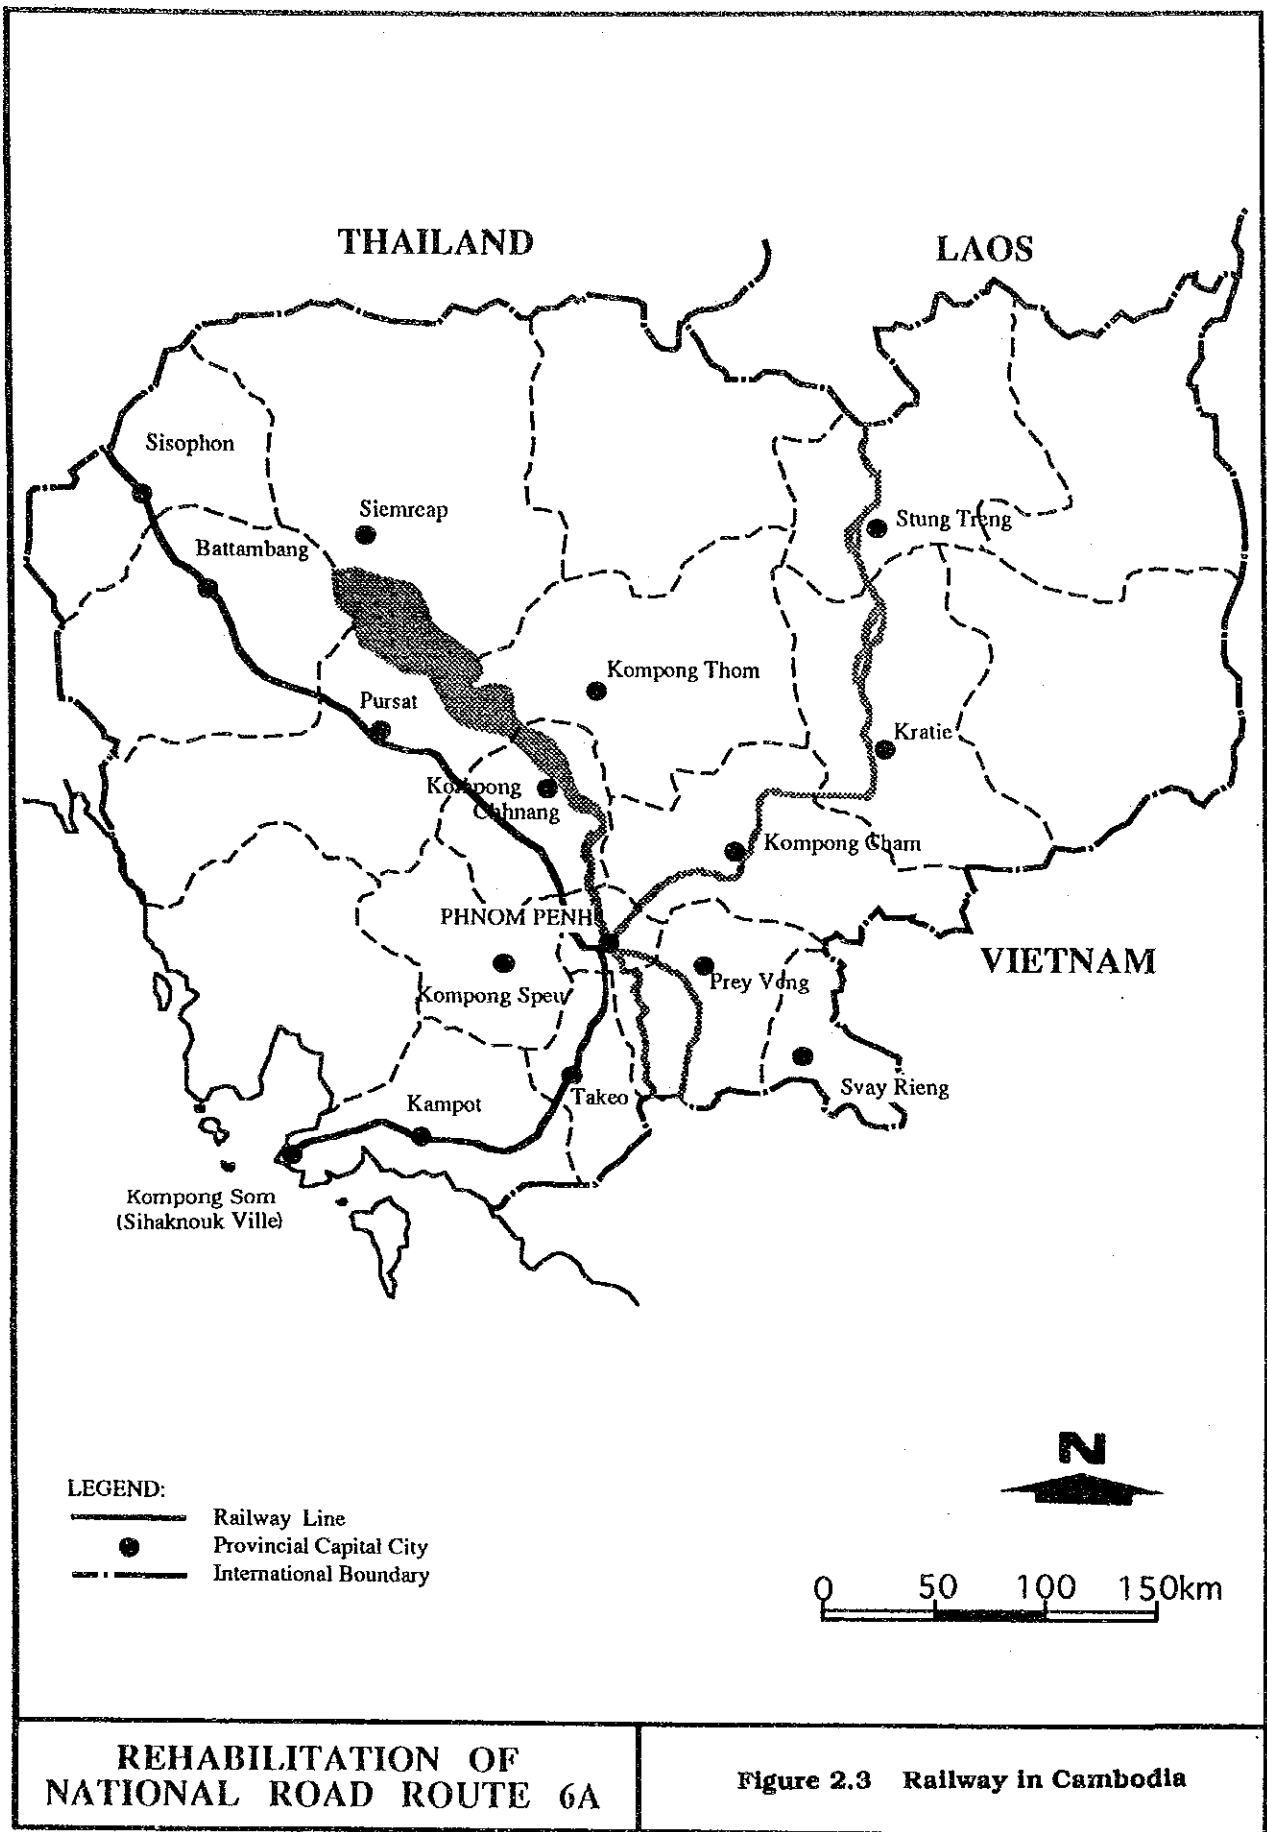 THAILAND
LAOS
Sisophon
Siemreap
Stung Treng
Battambang
Kompong Thom
Pursat
Kratie
Kompong
Chhnang
Kompong Cham
PHNOM PENH
VIETNAM
Prey Veng
Kompong Speu
Svay Rieng
Takeo
Kampot
Kompong Som
(Sihaknouk Ville)
N
LEGEND:
Railway Line
Provincial Capital City
International Boundary
0 50 100 150km
REHABILITATION OF
NATIONAL ROAD ROUTE 6A
Figure 2.3 Railway in Cambodia